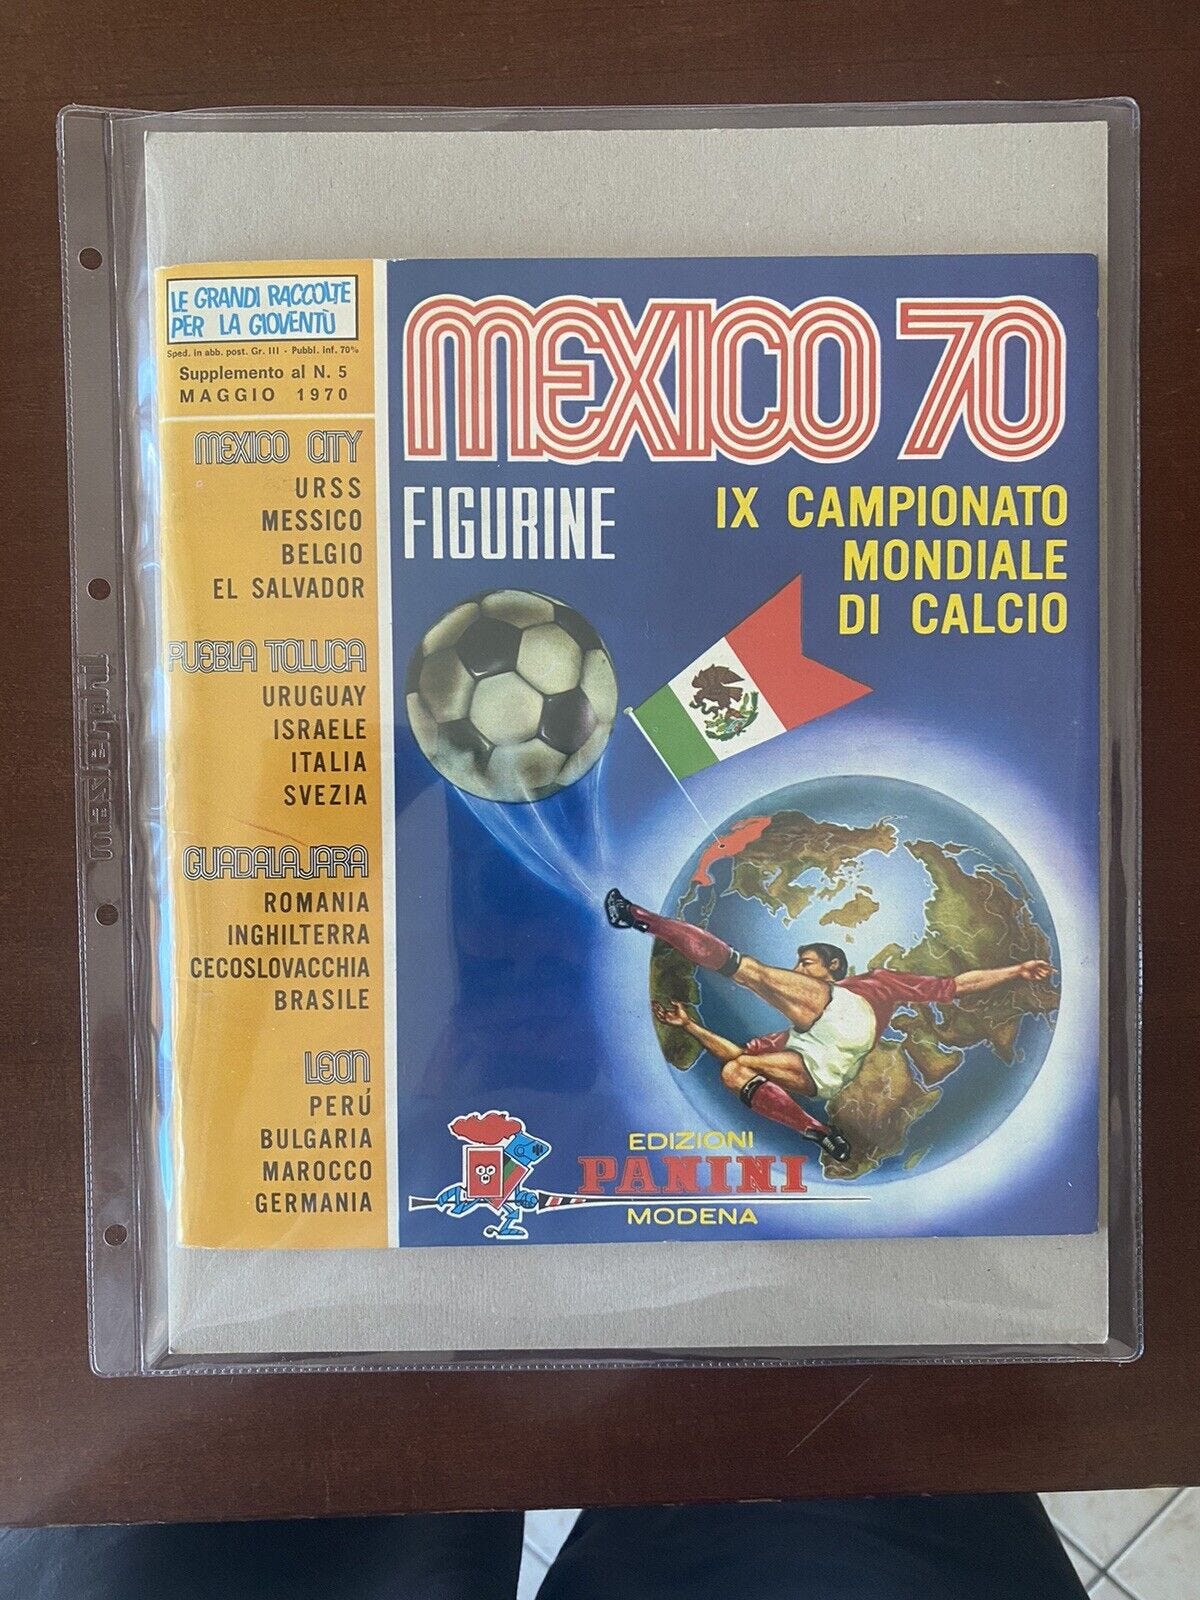 LE GRANDI RACCOLTE
PER LA GIOVENTÙ
Sped. in abb. post. Gr. III - Pubbl. inf. 70%
Supplemento al N. 5
MAGGIO 1970
MEXICO CITY
URSS
MESSICO
BELGIO
EL SALVADOR
PUEBLA TOLUCA
URUGUAY
ISRAELE
ITALIA
SVEZIA
GUADALAJARA
ROMANIA
INGHILTERRA
CECOSLOVACCHIA
BRASILE
LEON
PERÚ
BULGARIA
MAROCCO
GERMANIA
MEXICO 70
FIGURINE
IX CAMPIONATO
MONDIALE
DI CALCIO
EDIZIONI
PANINI
MODENA